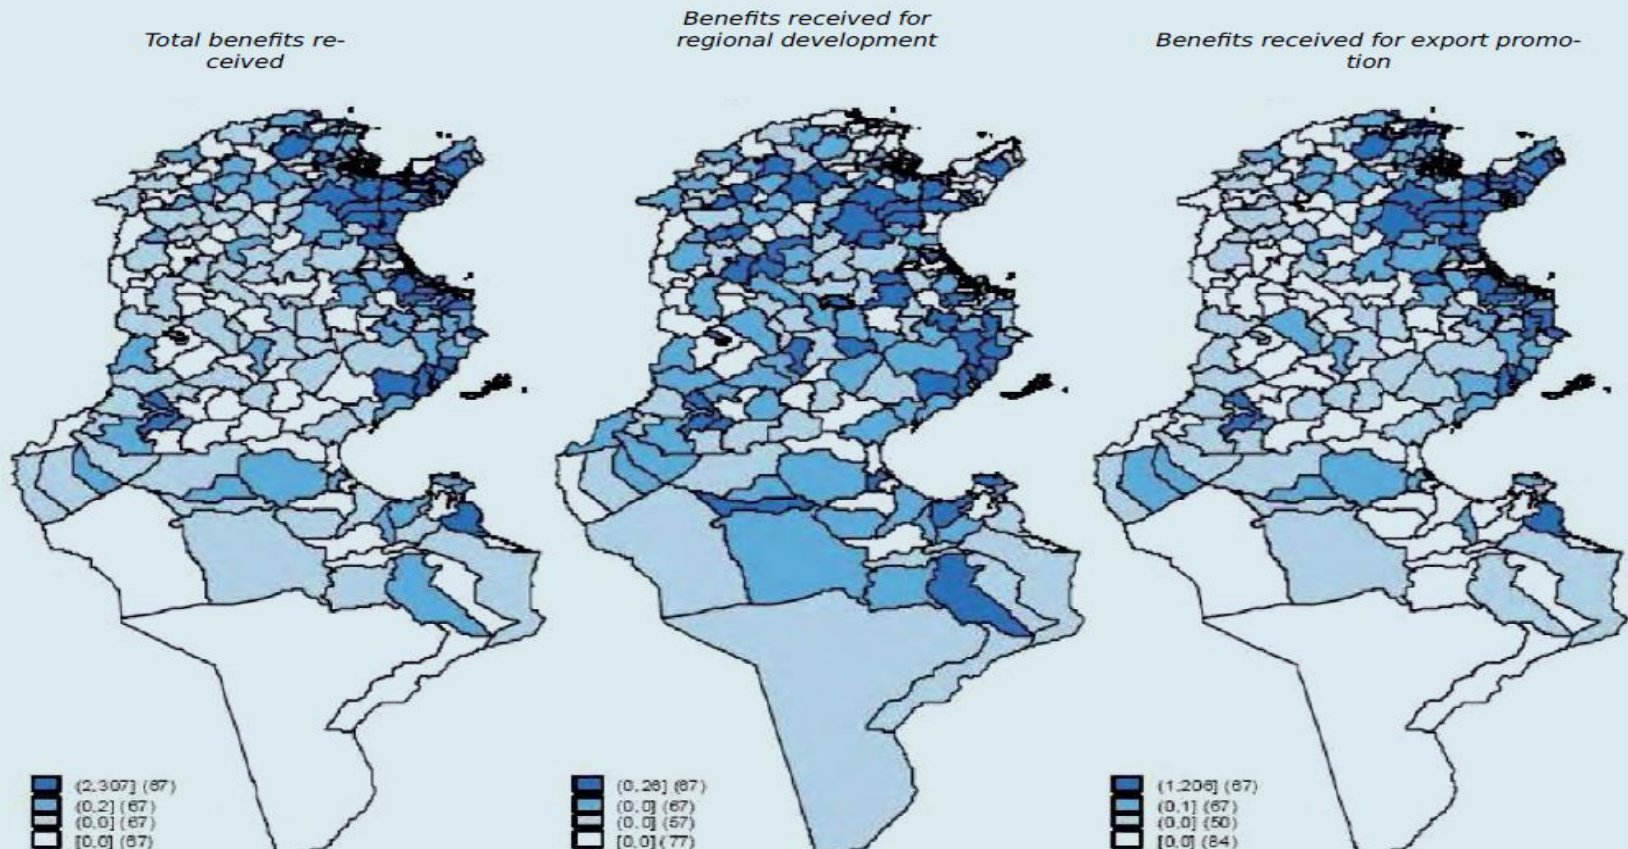 Total benefits re-
ceived
Benefits received for
regional development
Benefits received for export promo-
tion
(2,307] (67)
(0,2] (67)
(0,0] (67)
[0,0] (67)
(0,26] (67)
(0,0] (67)
(0,0] (57)
[0,0] (77)
(1,206] (67)
(0,1] (67)
(0,0] (50)
[0,0] (84)